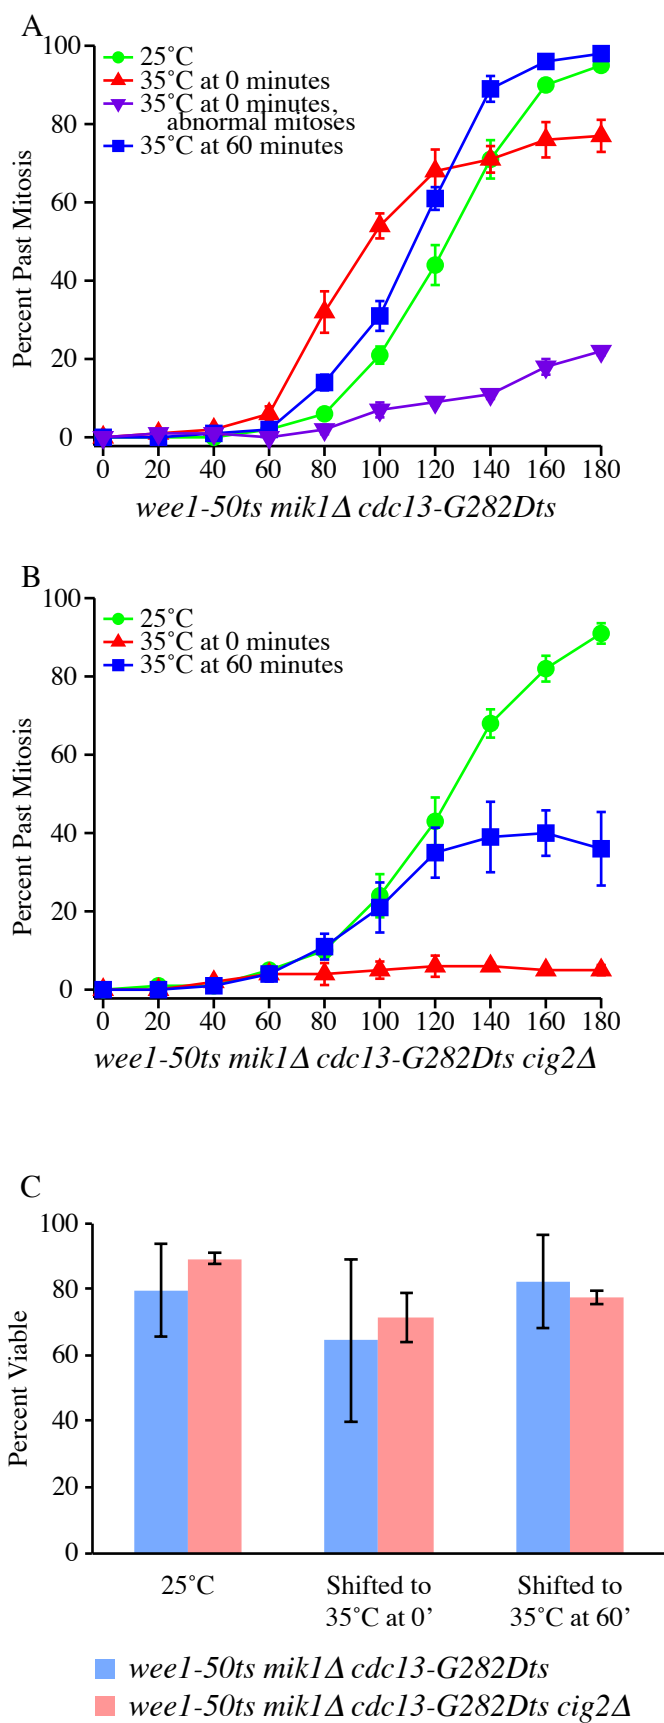 A
100
80
60
40
20
0
Percent Past Mitosis
25˚C
35˚C at 0 minutes
35˚C at 0 minutes,
abnormal mitoses
35˚C at 60 minutes
0 20 40 60 80 100 120 140 160 180
wee1-50ts mik1Δ cdc13-G282Dts
B
100
80
60
40
20
0
Percent Past Mitosis
25˚C
35˚C at 0 minutes
35˚C at 60 minutes
0 20 40 60 80 100 120 140 160 180
wee1-50ts mik1Δ cdc13-G282Dts cig2Δ
C
100
80
60
40
20
0
Percent Viable
25˚C Shifted to Shifted to
35˚C at 0’ 35˚C at 60’
wee1-50ts mik1Δ cdc13-G282Dts
wee1-50ts mik1Δ cdc13-G282Dts cig2Δ